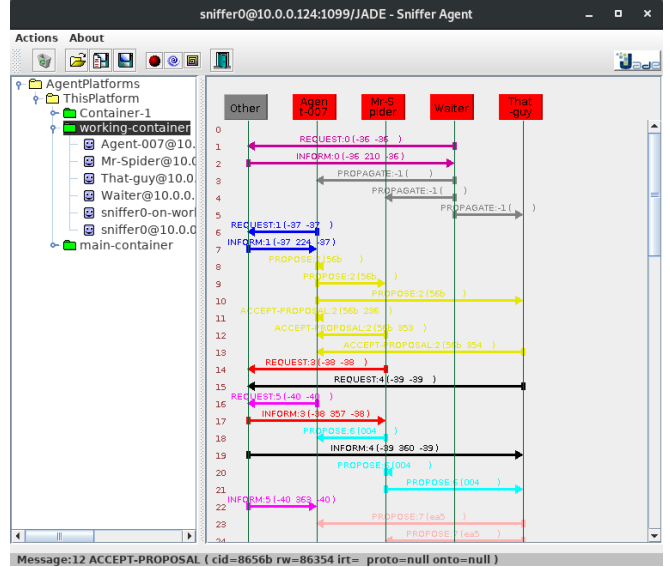 sniffer0@10.0.0.124:1099/JADE - Sniffer Agent
Actions About
Jade
AgentPlatforms
ThisPlatform
Container-1
working-container
Agent-007@10.
Mr-Spider@10.0
That-guy@10.0.
Waiter@10.0.0.
sniffer0-on-worl
sniffer0@10.0.0
main-container
Other
Agen
t-007
Mr-S
pider
Waiter
That
-guy
0
1 REQUEST:0 (-36 -36 )
2 INFORM:0 (-36 210 -36)
3 PROPAGATE:-1 ( )
4 PROPAGATE:-1 ( )
5 PROPAGATE:-1 ( )
6 REQUEST:1 (-37 -37 )
7 INFORM:1 (-37 224 -37)
8 PROPOSE:2 (56b )
9 PROPOSE:2 (56b )
10 PROPOSE:2 (56b )
11 ACCEPT-PROPOSAL:2 (56b 236 )
12 ACCEPT-PROPOSAL:2 (56b 353 )
13 ACCEPT-PROPOSAL:2 (56b 354 )
14 REQUEST:3 (-38 -38 )
15 REQUEST:4 (-39 -39 )
16 REQUEST:5 (-40 -40 )
17 INFORM:3 (-38 357 -38)
18 PROPOSE:6 (004 )
19 INFORM:4 (-39 360 -39)
20 PROPOSE:6 (004 )
21 PROPOSE:6 (004 )
22 INFORM:5 (-40 363 -40)
23 PROPOSE:7 (ea5 )
24 PROPOSE:7 (ea5 )
Message:12 ACCEPT-PROPOSAL ( cid=8656b rw=86354 irt= proto=null onto=null )